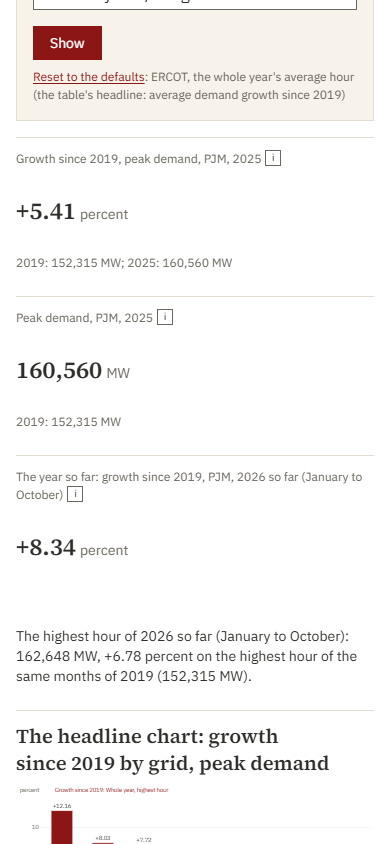 Show
Reset to the defaults: ERCOT, the whole year's average hour
(the table's headline: average demand growth since 2019)
Growth since 2019, peak demand, PJM, 2025 i
+5.41 percent
2019: 152,315 MW; 2025: 160,560 MW
Peak demand, PJM, 2025 i
160,560 MW
2019: 152,315 MW
The year so far: growth since 2019, PJM, 2026 so far (January to
October) i
+8.34 percent
The highest hour of 2026 so far (January to October):
162,648 MW, +6.78 percent on the highest hour of the
same months of 2019 (152,315 MW).
The headline chart: growth
since 2019 by grid, peak demand
percent Growth since 2019: Whole year, highest hour
+12.16
+8.03 +7.72
10